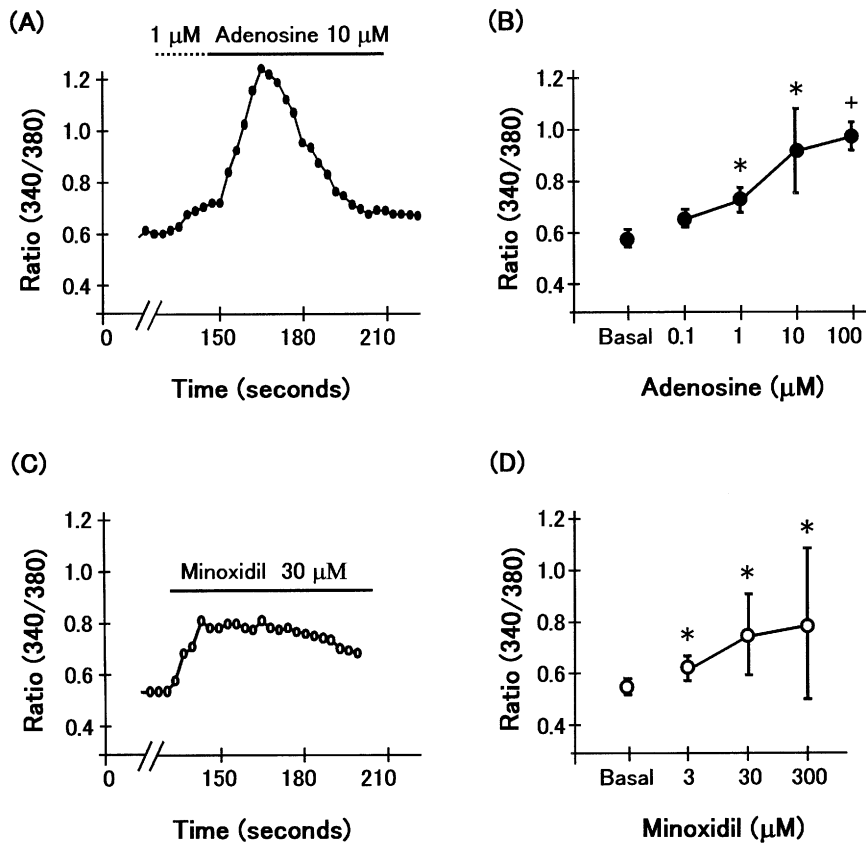 (A)
1 μM Adenosine 10 μM
Ratio (340/380)
1.2
1.0
0.8
0.6
0.4
0 150 180 210
Time (seconds)
(B)
Ratio (340/380)
1.2
1.0
0.8
0.6
0.4
* * +
Basal 0.1 1 10 100
Adenosine (μM)
(C)
Ratio (340/380)
1.2
1.0
0.8
0.6
0.4
Minoxidil 30 μM
0 150 180 210
Time (seconds)
(D)
Ratio (340/380)
1.2
1.0
0.8
0.6
0.4
* * *
Basal 3 30 300
Minoxidil (μM)